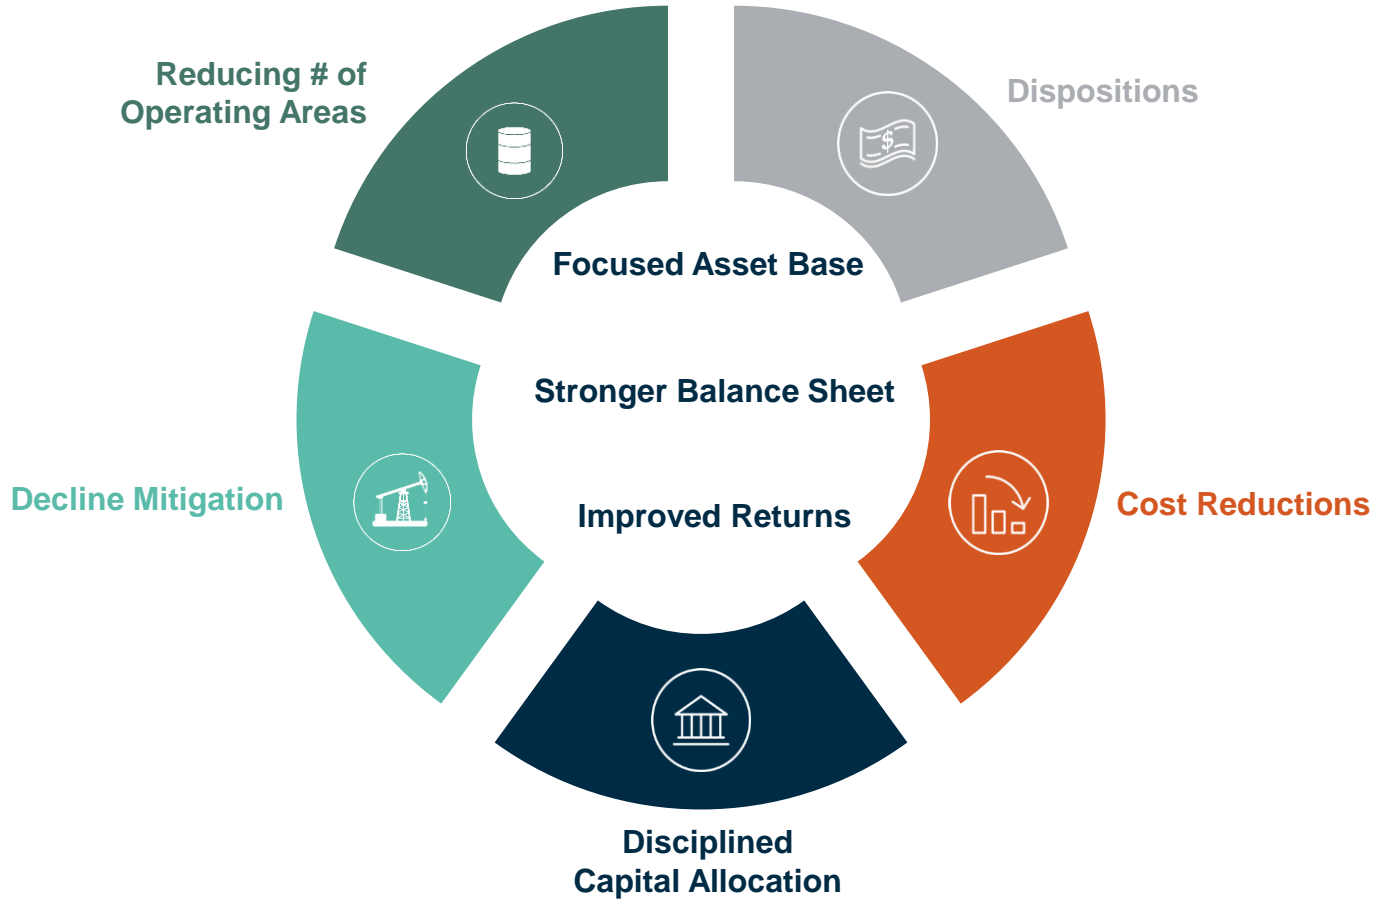 Reducing # of
Operating Areas
Dispositions
$
Focused Asset Base
Stronger Balance Sheet
Improved Returns
Decline Mitigation
Cost Reductions
Disciplined
Capital Allocation